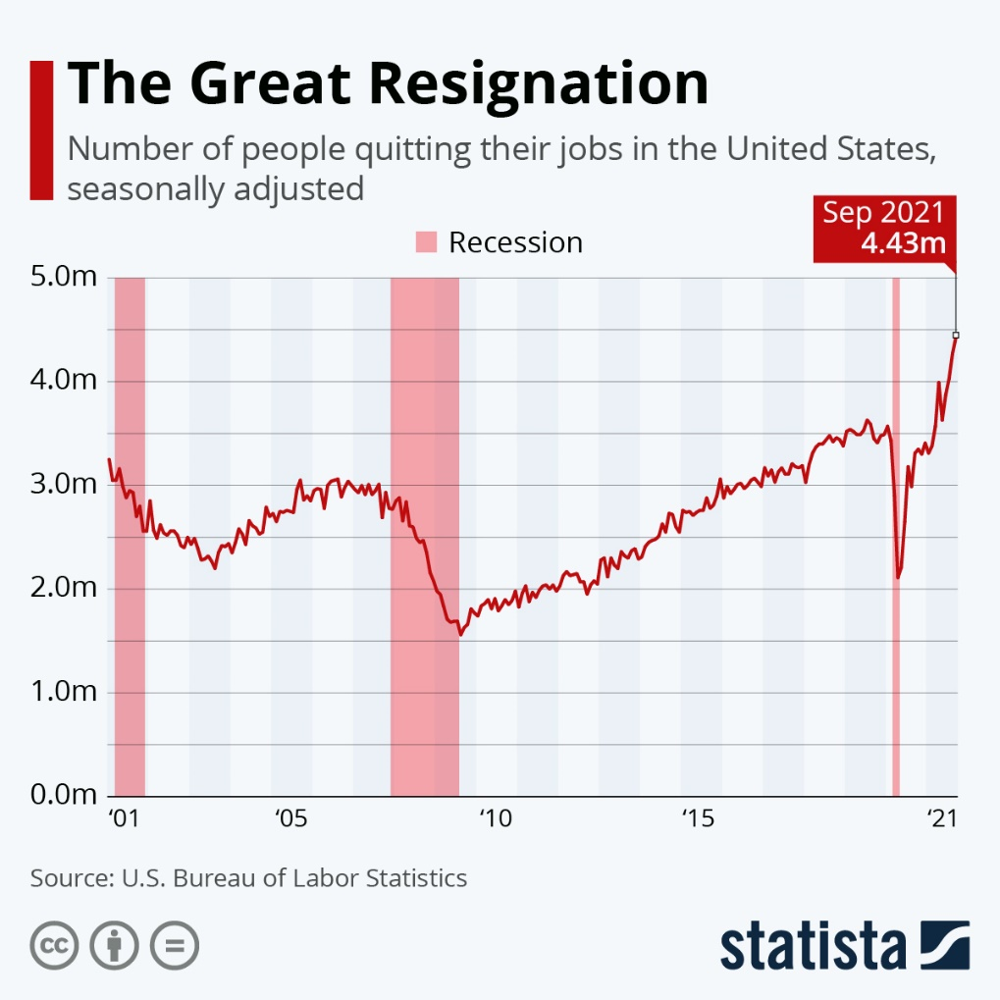 The Great Resignation
Number of people quitting their jobs in the United States,
seasonally adjusted
Sep 2021
4.43m
Recession
5.0m
4.0m
3.0m
2.0m
1.0m
0.0m
‘01 ‘05 ‘10 ‘15 ‘21
Source: U.S. Bureau of Labor Statistics
cc
statista